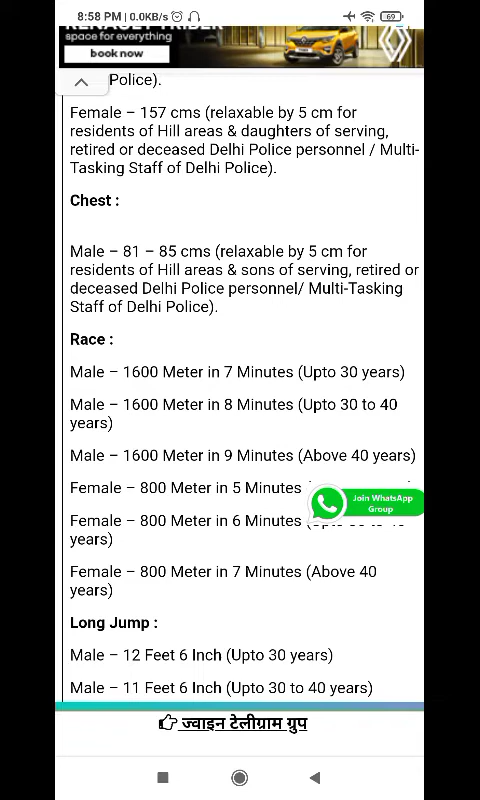 8:58 PM | 0.0KB/s
69
RENAULT TRIBER
space for everything
book now
Police).
Female – 157 cms (relaxable by 5 cm for
residents of Hill areas & daughters of serving,
retired or deceased Delhi Police personnel / Multi-
Tasking Staff of Delhi Police).
Chest :
Male – 81 – 85 cms (relaxable by 5 cm for
residents of Hill areas & sons of serving, retired or
deceased Delhi Police personnel/ Multi-Tasking
Staff of Delhi Police).
Race :
Male – 1600 Meter in 7 Minutes (Upto 30 years)
Male – 1600 Meter in 8 Minutes (Upto 30 to 40
years)
Male – 1600 Meter in 9 Minutes (Above 40 years)
Female – 800 Meter in 5 Minutes
Join WhatsApp
Group
Female – 800 Meter in 6 Minutes
years)
Female – 800 Meter in 7 Minutes (Above 40
years)
Long Jump :
Male – 12 Feet 6 Inch (Upto 30 years)
Male – 11 Feet 6 Inch (Upto 30 to 40 years)
ज्वाइन टेलीग्राम ग्रुप